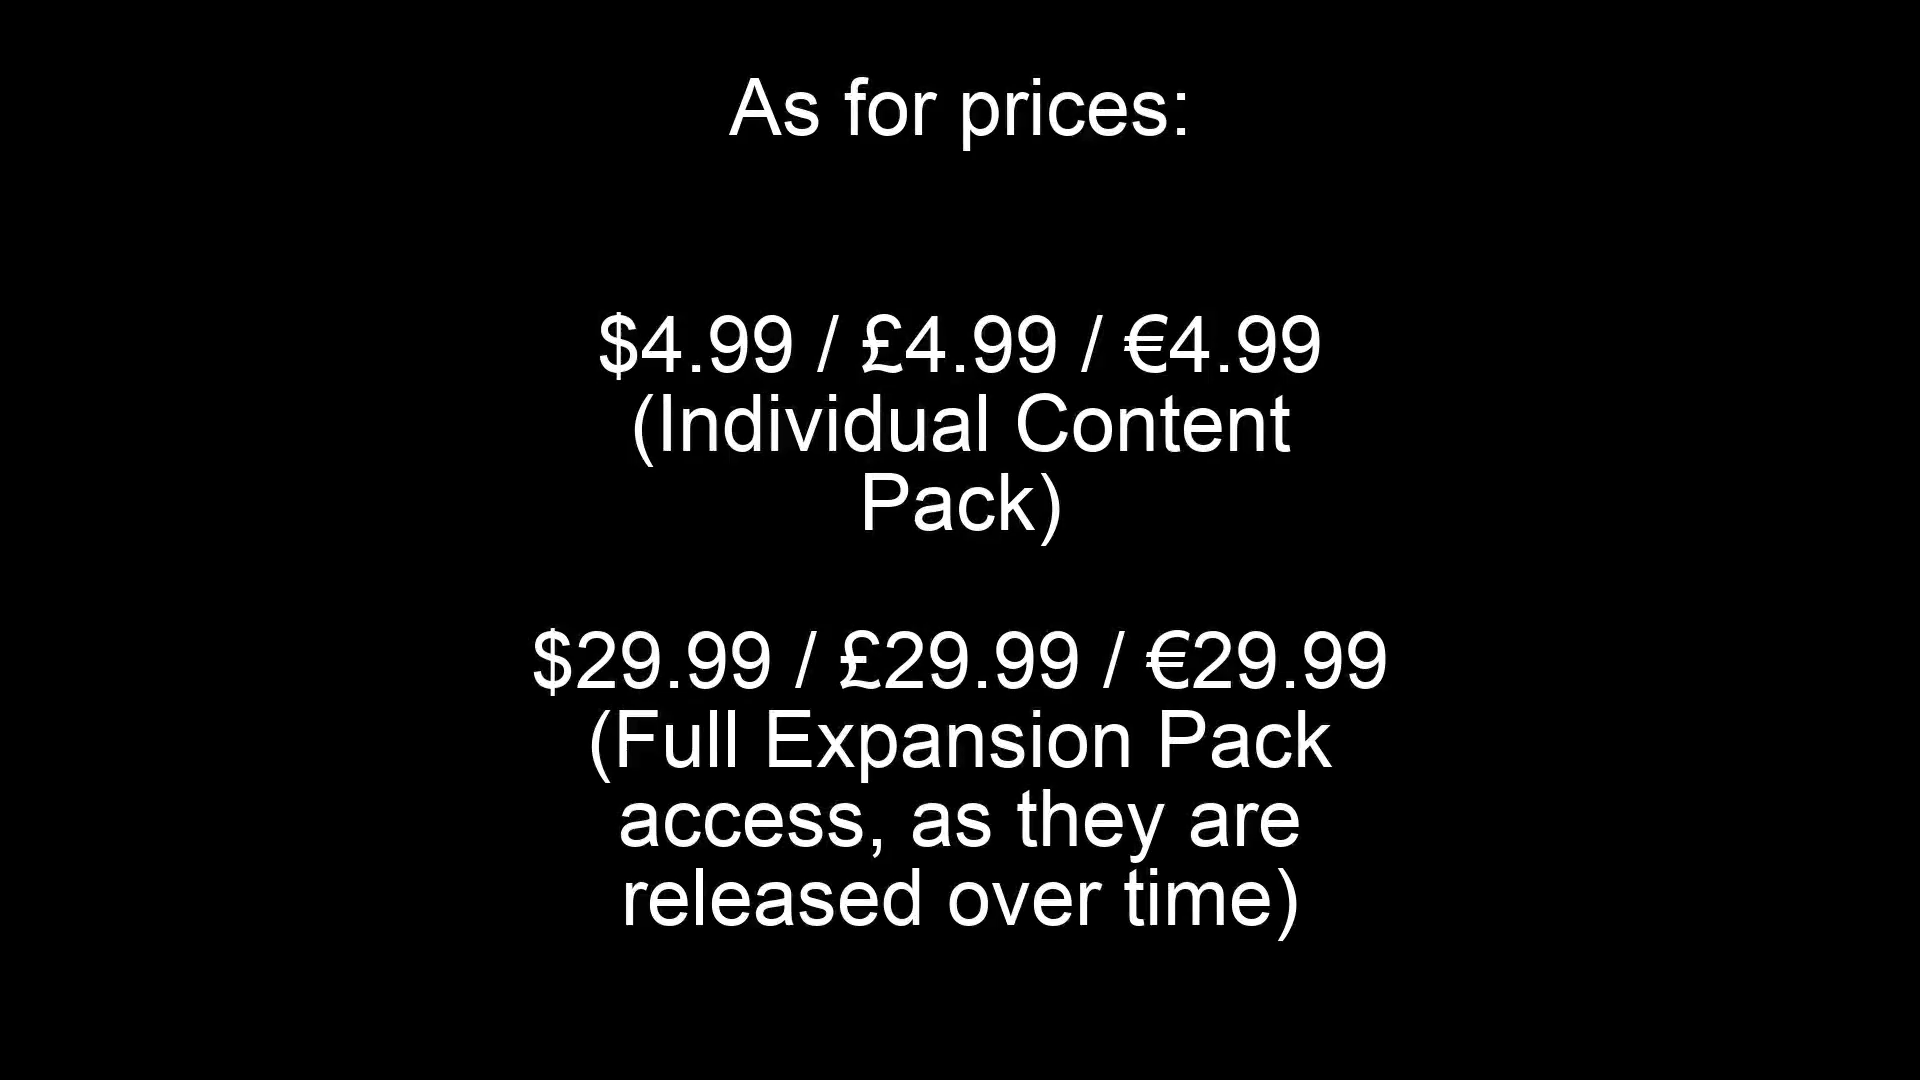 As for prices:
$4.99 / £4.99 / €4.99
(Individual Content
Pack)
$29.99 / £29.99 / €29.99
(Full Expansion Pack
access, as they are
released over time)